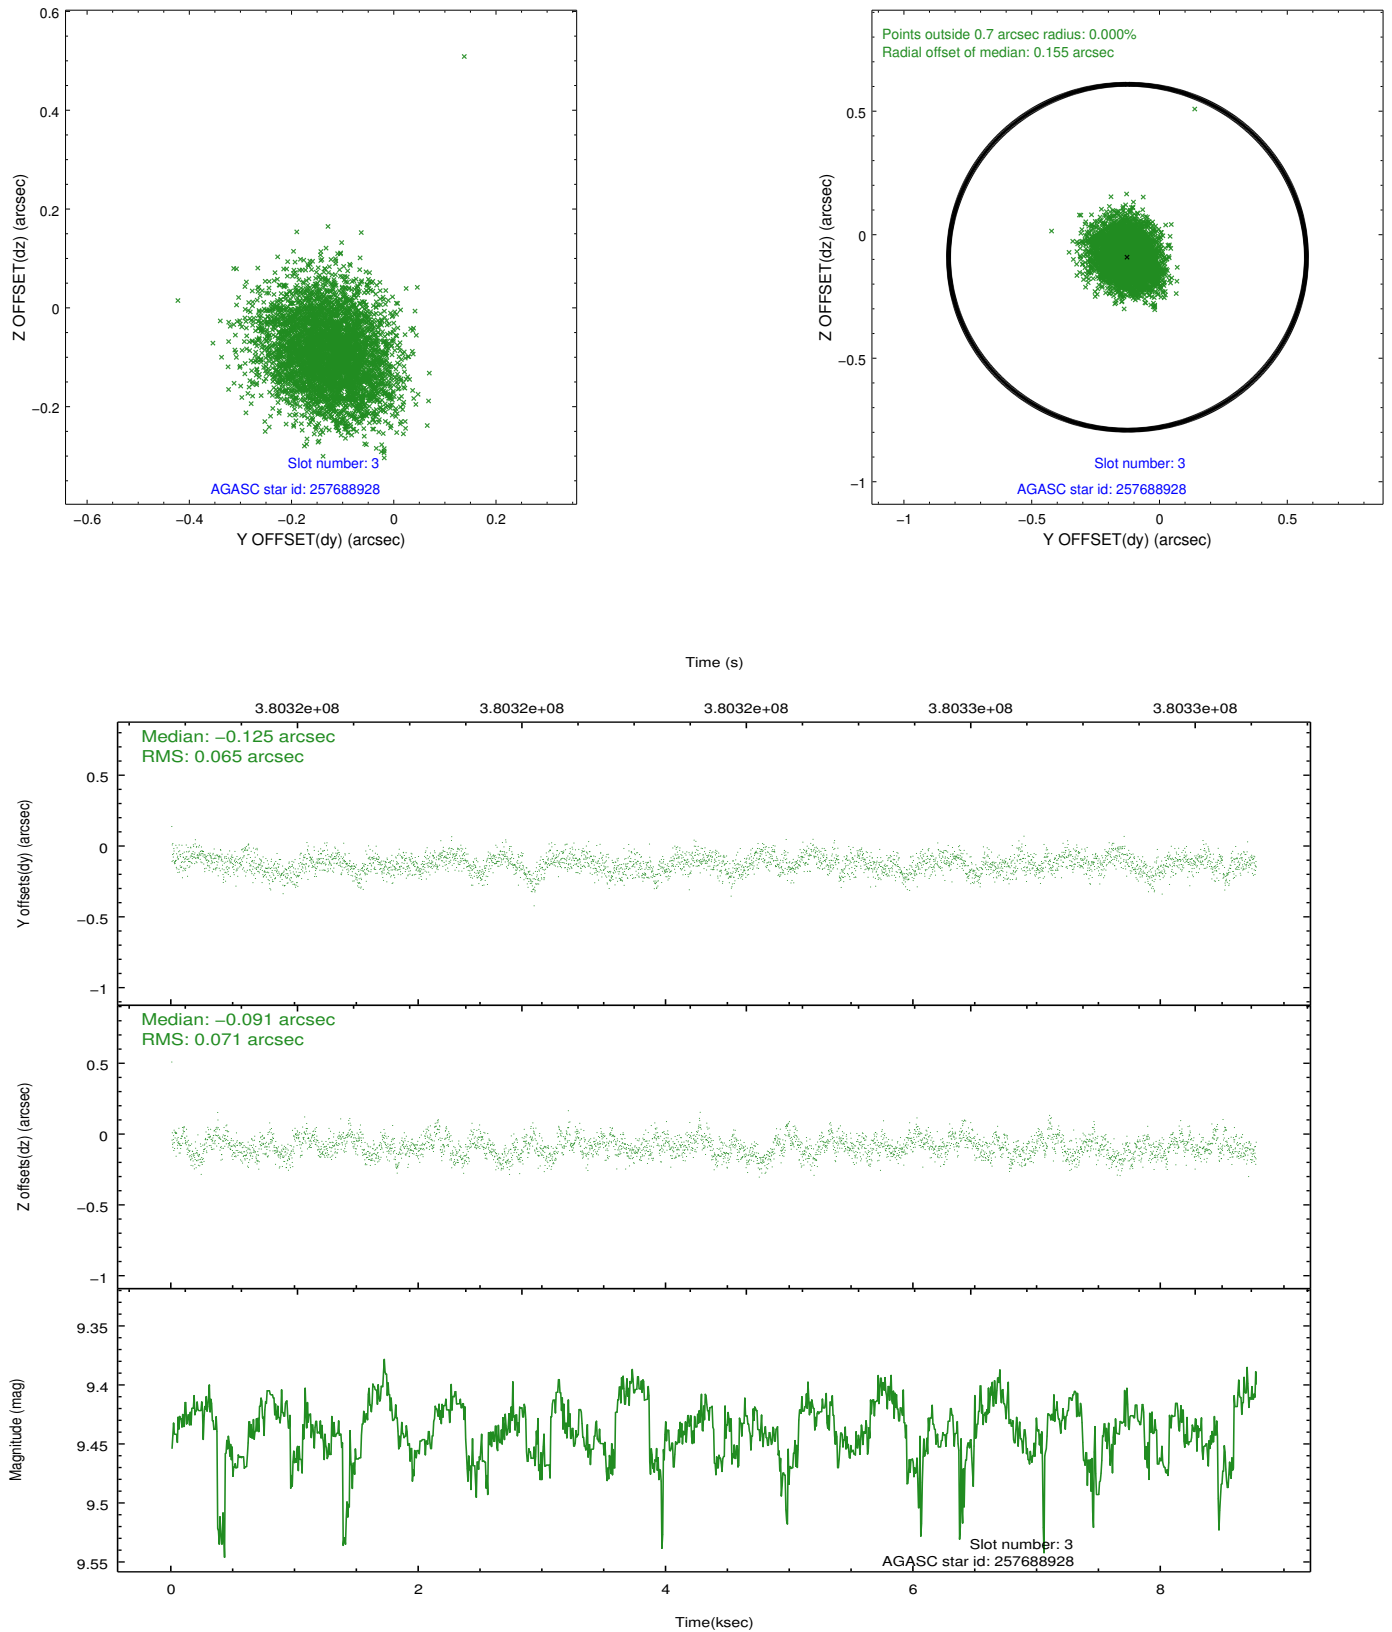 0.6
0.4
0.2
0
−0.2
Z OFFSET(dz) (arcsec)
Slot number: 3
AGASC star id: 257688928
−0.6
−0.4
−0.2
0
0.2
Y OFFSET(dy) (arcsec)
Points outside 0.7 arcsec radius: 0.000%
Radial offset of median: 0.155 arcsec
0.5
0
−0.5
−1
Z OFFSET(dz) (arcsec)
Slot number: 3
AGASC star id: 257688928
−1
−0.5
0
0.5
Y OFFSET(dy) (arcsec)
Time (s)
3.8032e+08
3.8032e+08
3.8032e+08
3.8033e+08
3.8033e+08
Median: −0.125 arcsec
RMS: 0.065 arcsec
0.5
0
−0.5
−1
Y offsets(dy) (arcsec)
Median: −0.091 arcsec
RMS: 0.071 arcsec
0.5
0
−0.5
−1
Z offsets(dz) (arcsec)
9.35
9.4
9.45
9.5
9.55
Magnitude (mag)
Slot number: 3
AGASC star id: 257688928
0
2
4
6
8
Time(ksec)